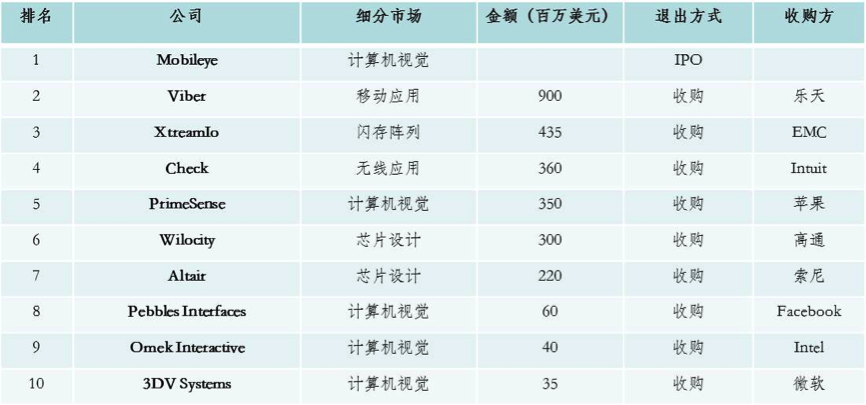 排名 公司 细分市场 金额（百万美元） 退出方式 收购方
1 Mobileye 计算机视觉 IPO
2 Viber 移动应用 900 收购 乐天
3 XtreamIo 闪存阵列 435 收购 EMC
4 Check 无线应用 360 收购 Intuit
5 PrimeSense 计算机视觉 350 收购 苹果
6 Wilocity 芯片设计 300 收购 高通
7 Altair 芯片设计 220 收购 索尼
8 Pebbles Interfaces 计算机视觉 60 收购 Facebook
9 Omek Interactive 计算机视觉 40 收购 Intel
10 3DV Systems 计算机视觉 35 收购 微软